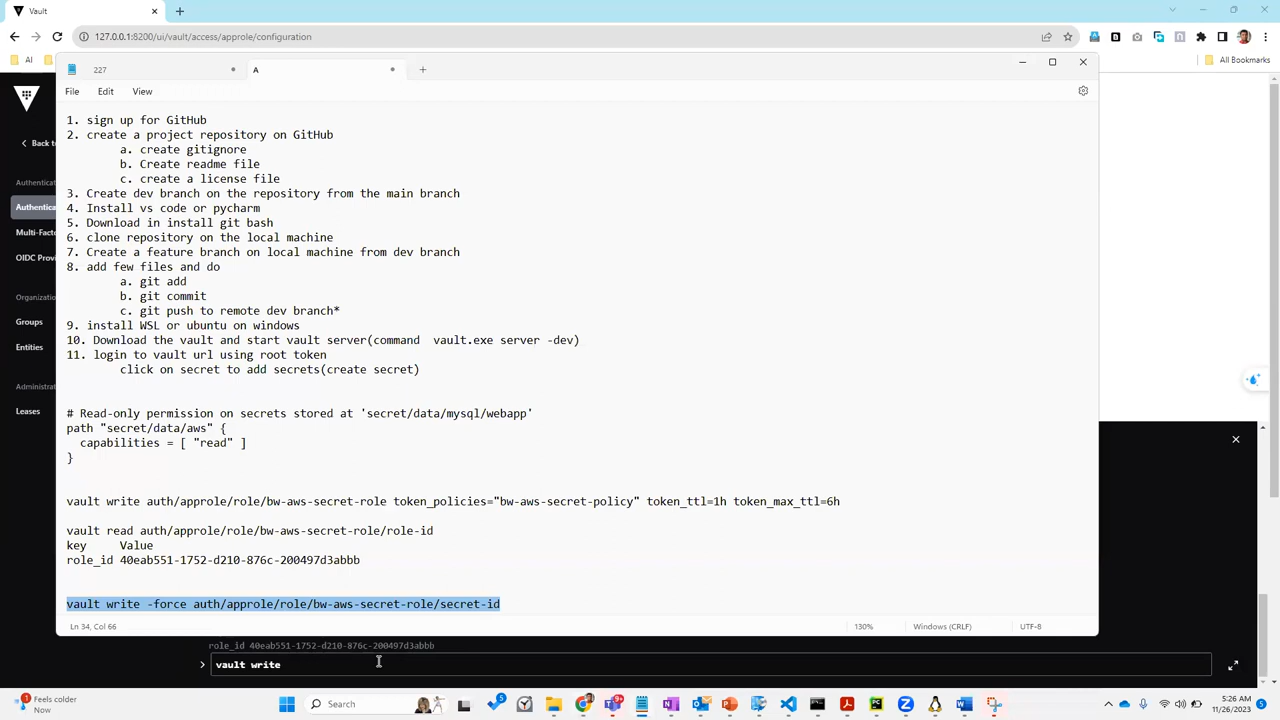 Vault
127.0.0.1:8200/ui/vault/access/approle/configuration
AI
All Bookmarks
227
A
File Edit View
Back t
Authenticat
Authentica
Multi-Facto
OIDC Provi
Organizatio
Groups
Entities
Administrat
Leases
1. sign up for GitHub
2. create a project repository on GitHub
a. create gitignore
b. Create readme file
c. create a license file
3. Create dev branch on the repository from the main branch
4. Install vs code or pycharm
5. Download in install git bash
6. clone repository on the local machine
7. Create a feature branch on local machine from dev branch
8. add few files and do
a. git add
b. git commit
c. git push to remote dev branch*
9. install WSL or ubuntu on windows
10. Download the vault and start vault server(command  vault.exe server -dev)
11. login to vault url using root token
click on secret to add secrets(create secret)
# Read-only permission on secrets stored at 'secret/data/mysql/webapp'
path "secret/data/aws" {
capabilities = [ "read" ]
}
vault write auth/approle/role/bw-aws-secret-role token_policies="bw-aws-secret-policy" token_ttl=1h token_max_ttl=6h
vault read auth/approle/role/bw-aws-secret-role/role-id
key     Value
role_id 40eab551-1752-d210-876c-200497d3abbb
vault write -force auth/approle/role/bw-aws-secret-role/secret-id
Ln 34, Col 66
130%
Windows (CRLF)
UTF-8
role_id 40eab551-1752-d210-876c-200497d3abbb
> vault write
Feels colder
Now
Search
5:26 AM
11/26/2023